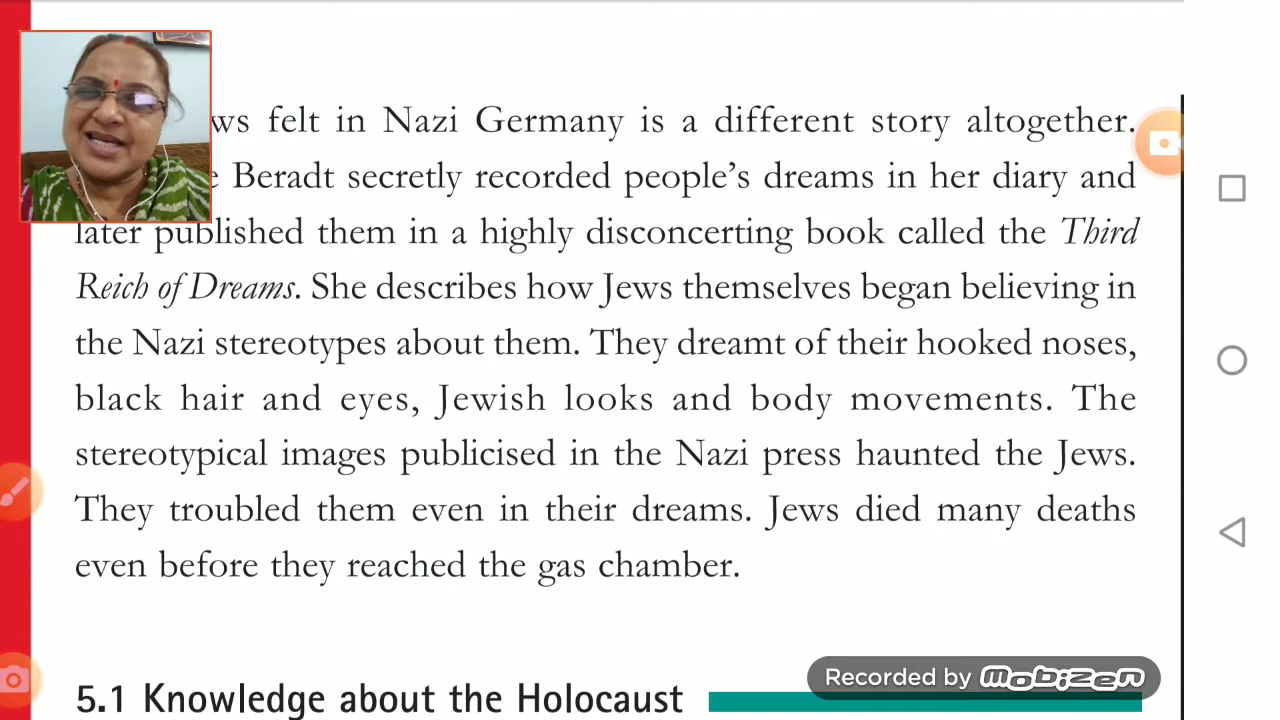 ws felt in Nazi Germany is a different story altogether.
e Beradt secretly recorded people's dreams in her diary and
later published them in a highly disconcerting book called the Third
Reich of Dreams. She describes how Jews themselves began believing in
the Nazi stereotypes about them. They dreamt of their hooked noses,
black hair and eyes, Jewish looks and body movements. The
stereotypical images publicised in the Nazi press haunted the Jews.
They troubled them even in their dreams. Jews died many deaths
even before they reached the gas chamber.
5.1 Knowledge about the Holocaust
Recorded by mobizen